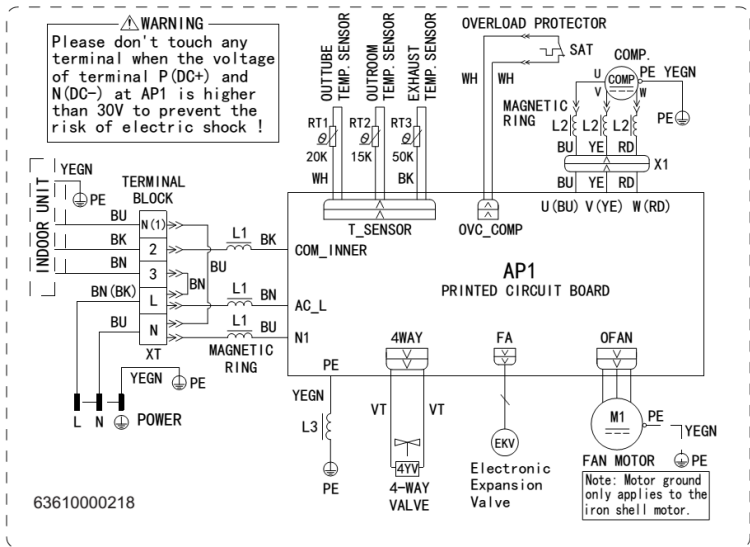 WARNING
Please don't touch any
terminal when the voltage
of terminal P(DC+) and
N(DC-) at AP1 is higher
than 30V to prevent the
risk of electric shock !
OUTTUBE
TEMP. SENSOR
OUTROOM
TEMP. SENSOR
EXHAUST
TEMP. SENSOR
RT1
RT2
RT3
θ
θ
θ
20K
15K
50K
WH
BK
T_SENSOR
OVERLOAD PROTECTOR
SAT
WH
WH
OVC_COMP
COMP.
U
COMP
PE
YEGN
V
W
MAGNETIC
RING
PE
L2
L2
L2
BU
YE
RD
X1
BU
YE
RD
U(BU)
V(YE)
W(RD)
INDOOR UNIT
YEGN
PE
TERMINAL
BLOCK
BU
N(1)
BK
2
BN
3
BN(BK)
L
BU
N
XT
BU
BN
L1
BK
COM_INNER
L1
BN
AC_L
L1
BU
N1
MAGNETIC
RING
YEGN
PE
L
N
POWER
AP1
PRINTED CIRCUIT BOARD
PE
4WAY
FA
OFAN
YEGN
L3
PE
VT
VT
4YV
4-WAY
VALVE
EKV
Electronic
Expansion
Valve
M1
PE
YEGN
FAN MOTOR
PE
Note: Motor ground
only applies to the
iron shell motor.
63610000218